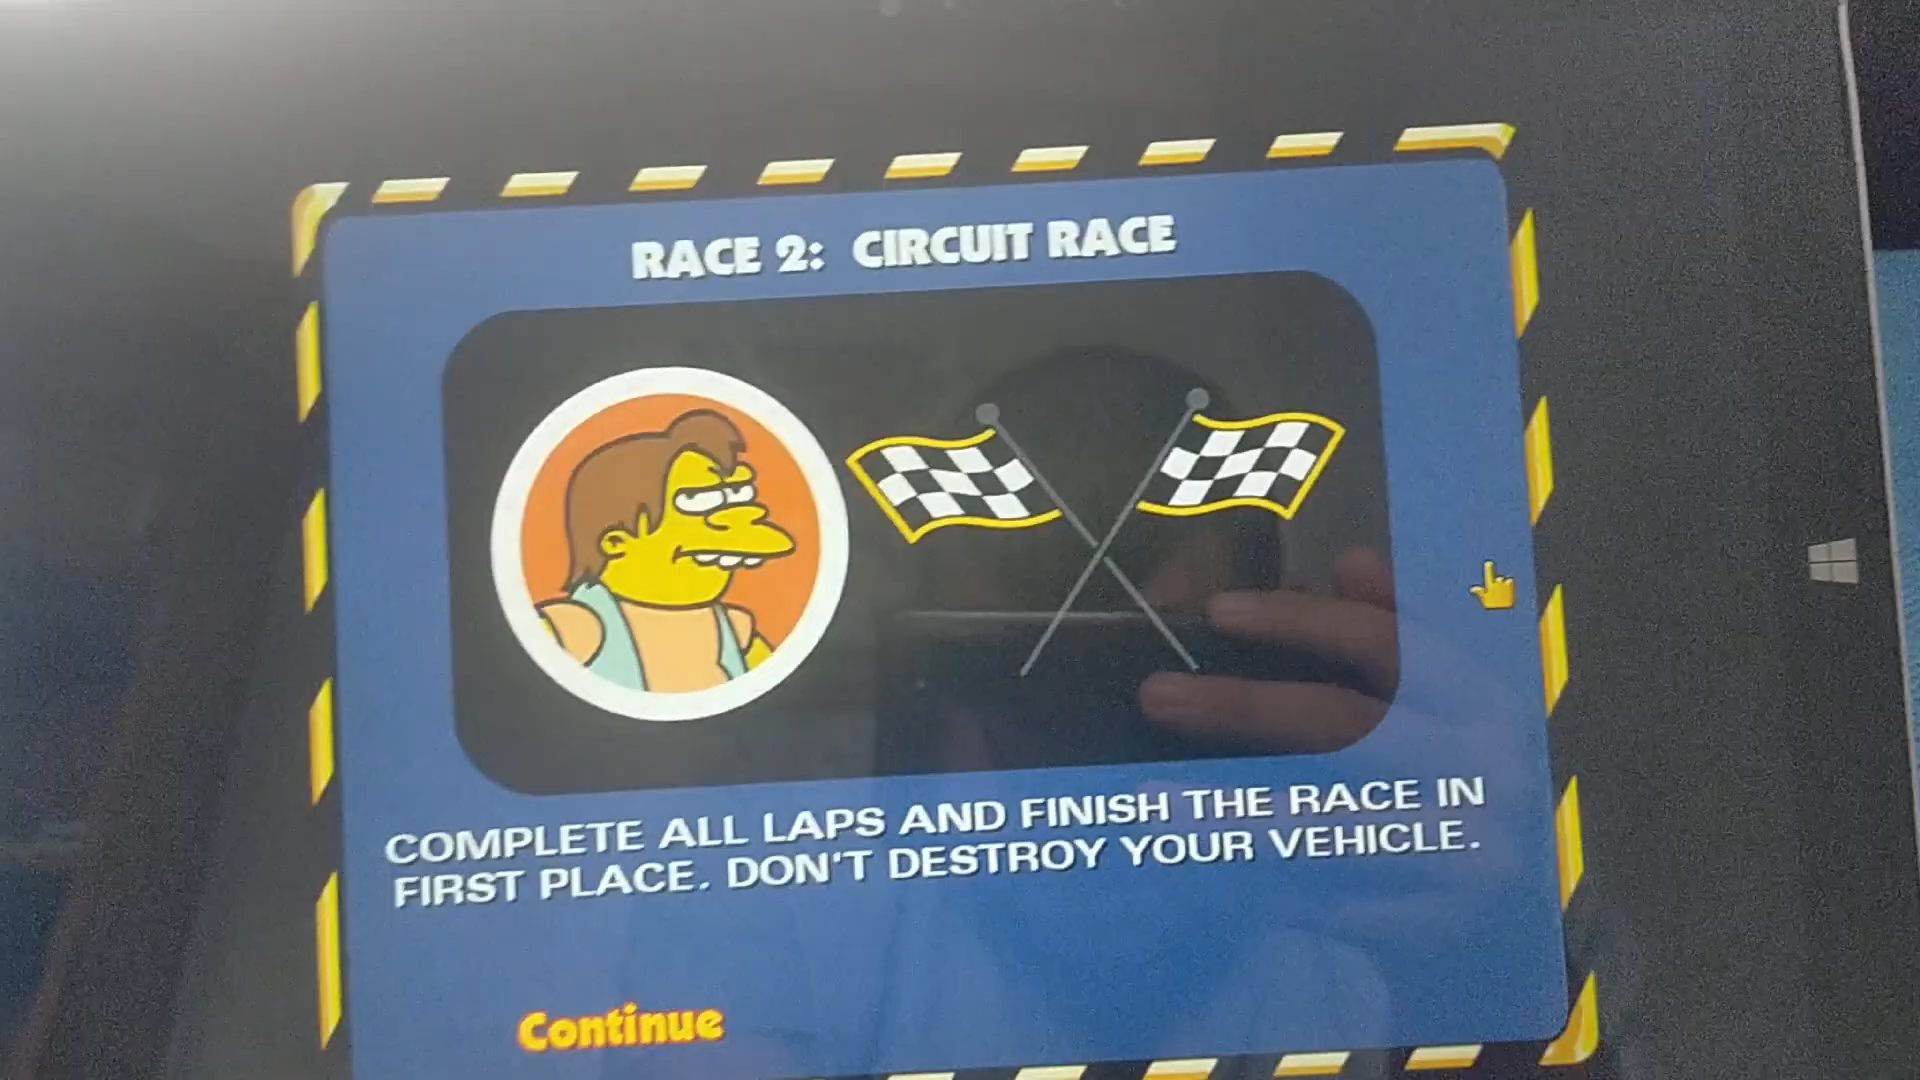 RACE 2: CIRCUIT RACE
COMPLETE ALL LAPS AND FINISH THE RACE IN
FIRST PLACE. DON'T DESTROY YOUR VEHICLE.
Continue